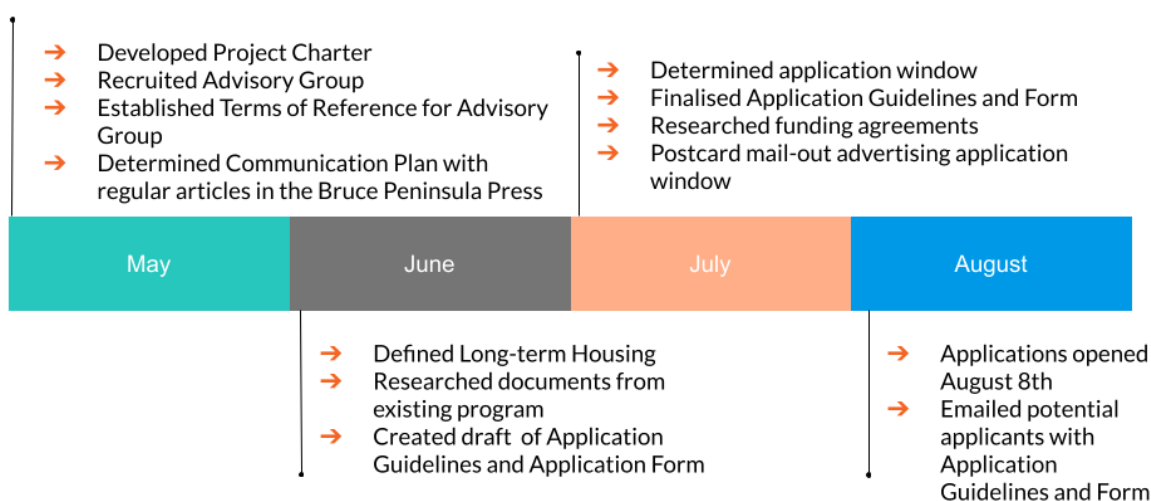 ➔ Developed Project Charter
➔ Recruited Advisory Group
➔ Established Terms of Reference for Advisory
Group
➔ Determined Communication Plan with
regular articles in the Bruce Peninsula Press
➔ Determined application window
➔ Finalised Application Guidelines and Form
➔ Researched funding agreements
➔ Postcard mail-out advertising application
window
May
June
July
August
➔ Defined Long-term Housing
➔ Researched documents from
existing program
➔ Created draft of Application
Guidelines and Application Form
➔ Applications opened
August 8th
➔ Emailed potential
applicants with
Application
Guidelines and Form